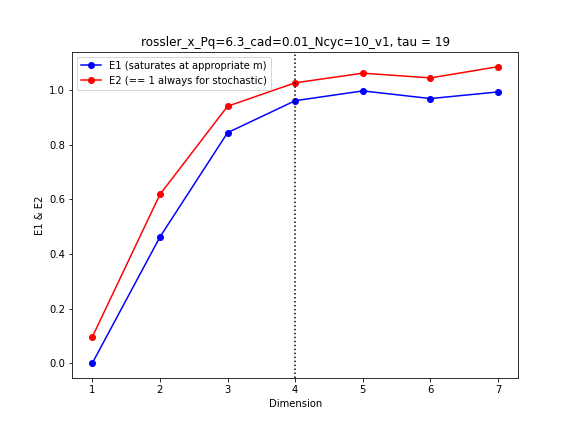 rossler_x_Pq=6.3_cad=0.01_Ncyc=10_v1, tau = 19
E1 (saturates at appropriate m)
E2 (== 1 always for stochastic)
E1 & E2
1.0
0.8
0.6
0.4
0.2
0.0
1 2 3 4 5 6 7
Dimension